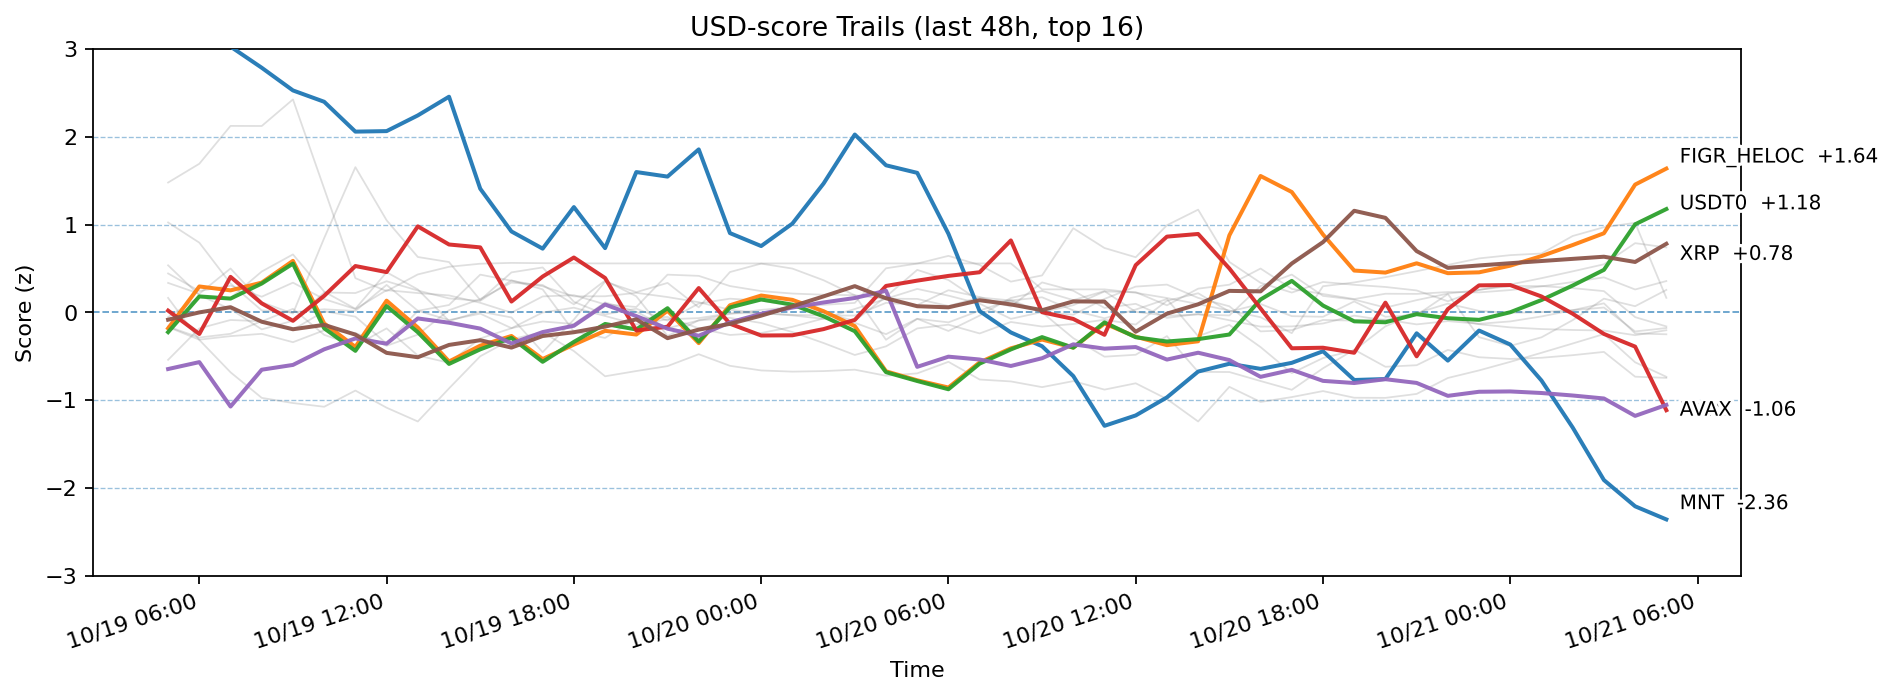 USD-score Trails (last 48h, top 16)
Score (z)
3
2
1
0
−1
−2
−3
FIGR_HELOC +1.64
USDT0 +1.18
XRP +0.78
AVAX -1.06
MNT -2.36
10/19 06:00
10/19 12:00
10/19 18:00
10/20 00:00
10/20 06:00
10/20 12:00
10/20 18:00
10/21 00:00
10/21 06:00
Time